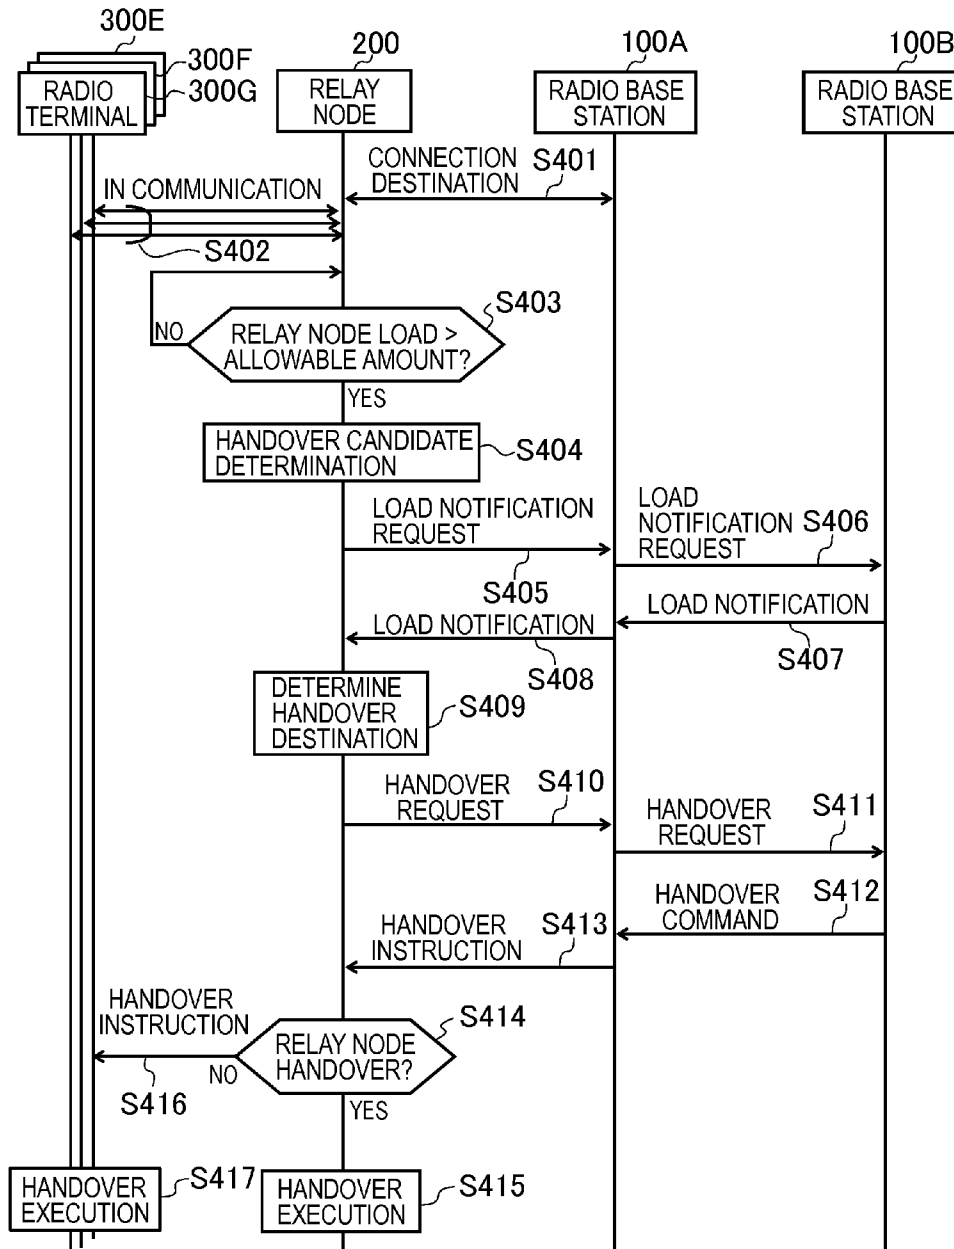 300E
300F
300G
RADIO
TERMINAL
200
RELAY
NODE
100A
RADIO BASE
STATION
100B
RADIO BASE
STATION
CONNECTION
DESTINATION
S401
IN COMMUNICATION
S402
S403
NO
RELAY NODE LOAD >
ALLOWABLE AMOUNT?
YES
HANDOVER CANDIDATE
DETERMINATION
S404
LOAD NOTIFICATION
REQUEST
S405
LOAD
NOTIFICATION
REQUEST
S406
LOAD NOTIFICATION
S407
LOAD NOTIFICATION
S408
DETERMINE
HANDOVER
DESTINATION
S409
HANDOVER
REQUEST
S410
HANDOVER
REQUEST
S411
HANDOVER
COMMAND
S412
HANDOVER
INSTRUCTION
S413
S414
RELAY NODE
HANDOVER?
HANDOVER
INSTRUCTION
NO
S416
YES
HANDOVER
EXECUTION
S417
HANDOVER
EXECUTION
S415